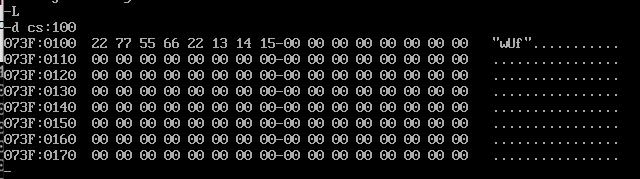 -L
-d cs:100
073F:0100  22 77 55 66 22 13 14 15-00 00 00 00 00 00 00 00   "wUf"...........
073F:0110  00 00 00 00 00 00 00 00-00 00 00 00 00 00 00 00   ................
073F:0120  00 00 00 00 00 00 00 00-00 00 00 00 00 00 00 00   ................
073F:0130  00 00 00 00 00 00 00 00-00 00 00 00 00 00 00 00   ................
073F:0140  00 00 00 00 00 00 00 00-00 00 00 00 00 00 00 00   ................
073F:0150  00 00 00 00 00 00 00 00-00 00 00 00 00 00 00 00   ................
073F:0160  00 00 00 00 00 00 00 00-00 00 00 00 00 00 00 00   ................
073F:0170  00 00 00 00 00 00 00 00-00 00 00 00 00 00 00 00   ................
-